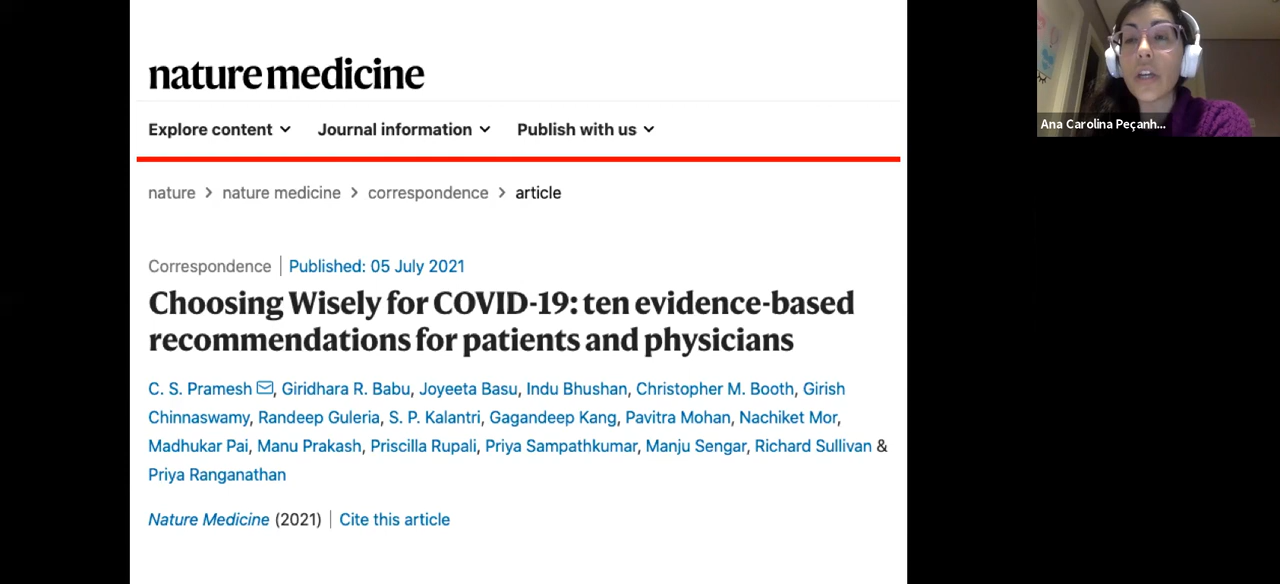 nature medicine
Explore content Journal information Publish with us
nature > nature medicine > correspondence > article
Correspondence | Published: 05 July 2021
Choosing Wisely for COVID-19: ten evidence-based
recommendations for patients and physicians
C. S. Pramesh, Giridhara R. Babu, Joyeeta Basu, Indu Bhushan, Christopher M. Booth, Girish
Chinnaswamy, Randeep Guleria, S. P. Kalantri, Gagandeep Kang, Pavitra Mohan, Nachiket Mor,
Madhukar Pai, Manu Prakash, Priscilla Rupali, Priya Sampathkumar, Manju Sengar, Richard Sullivan &
Priya Ranganathan
Nature Medicine (2021) | Cite this article
Ana Carolina Peçanh...